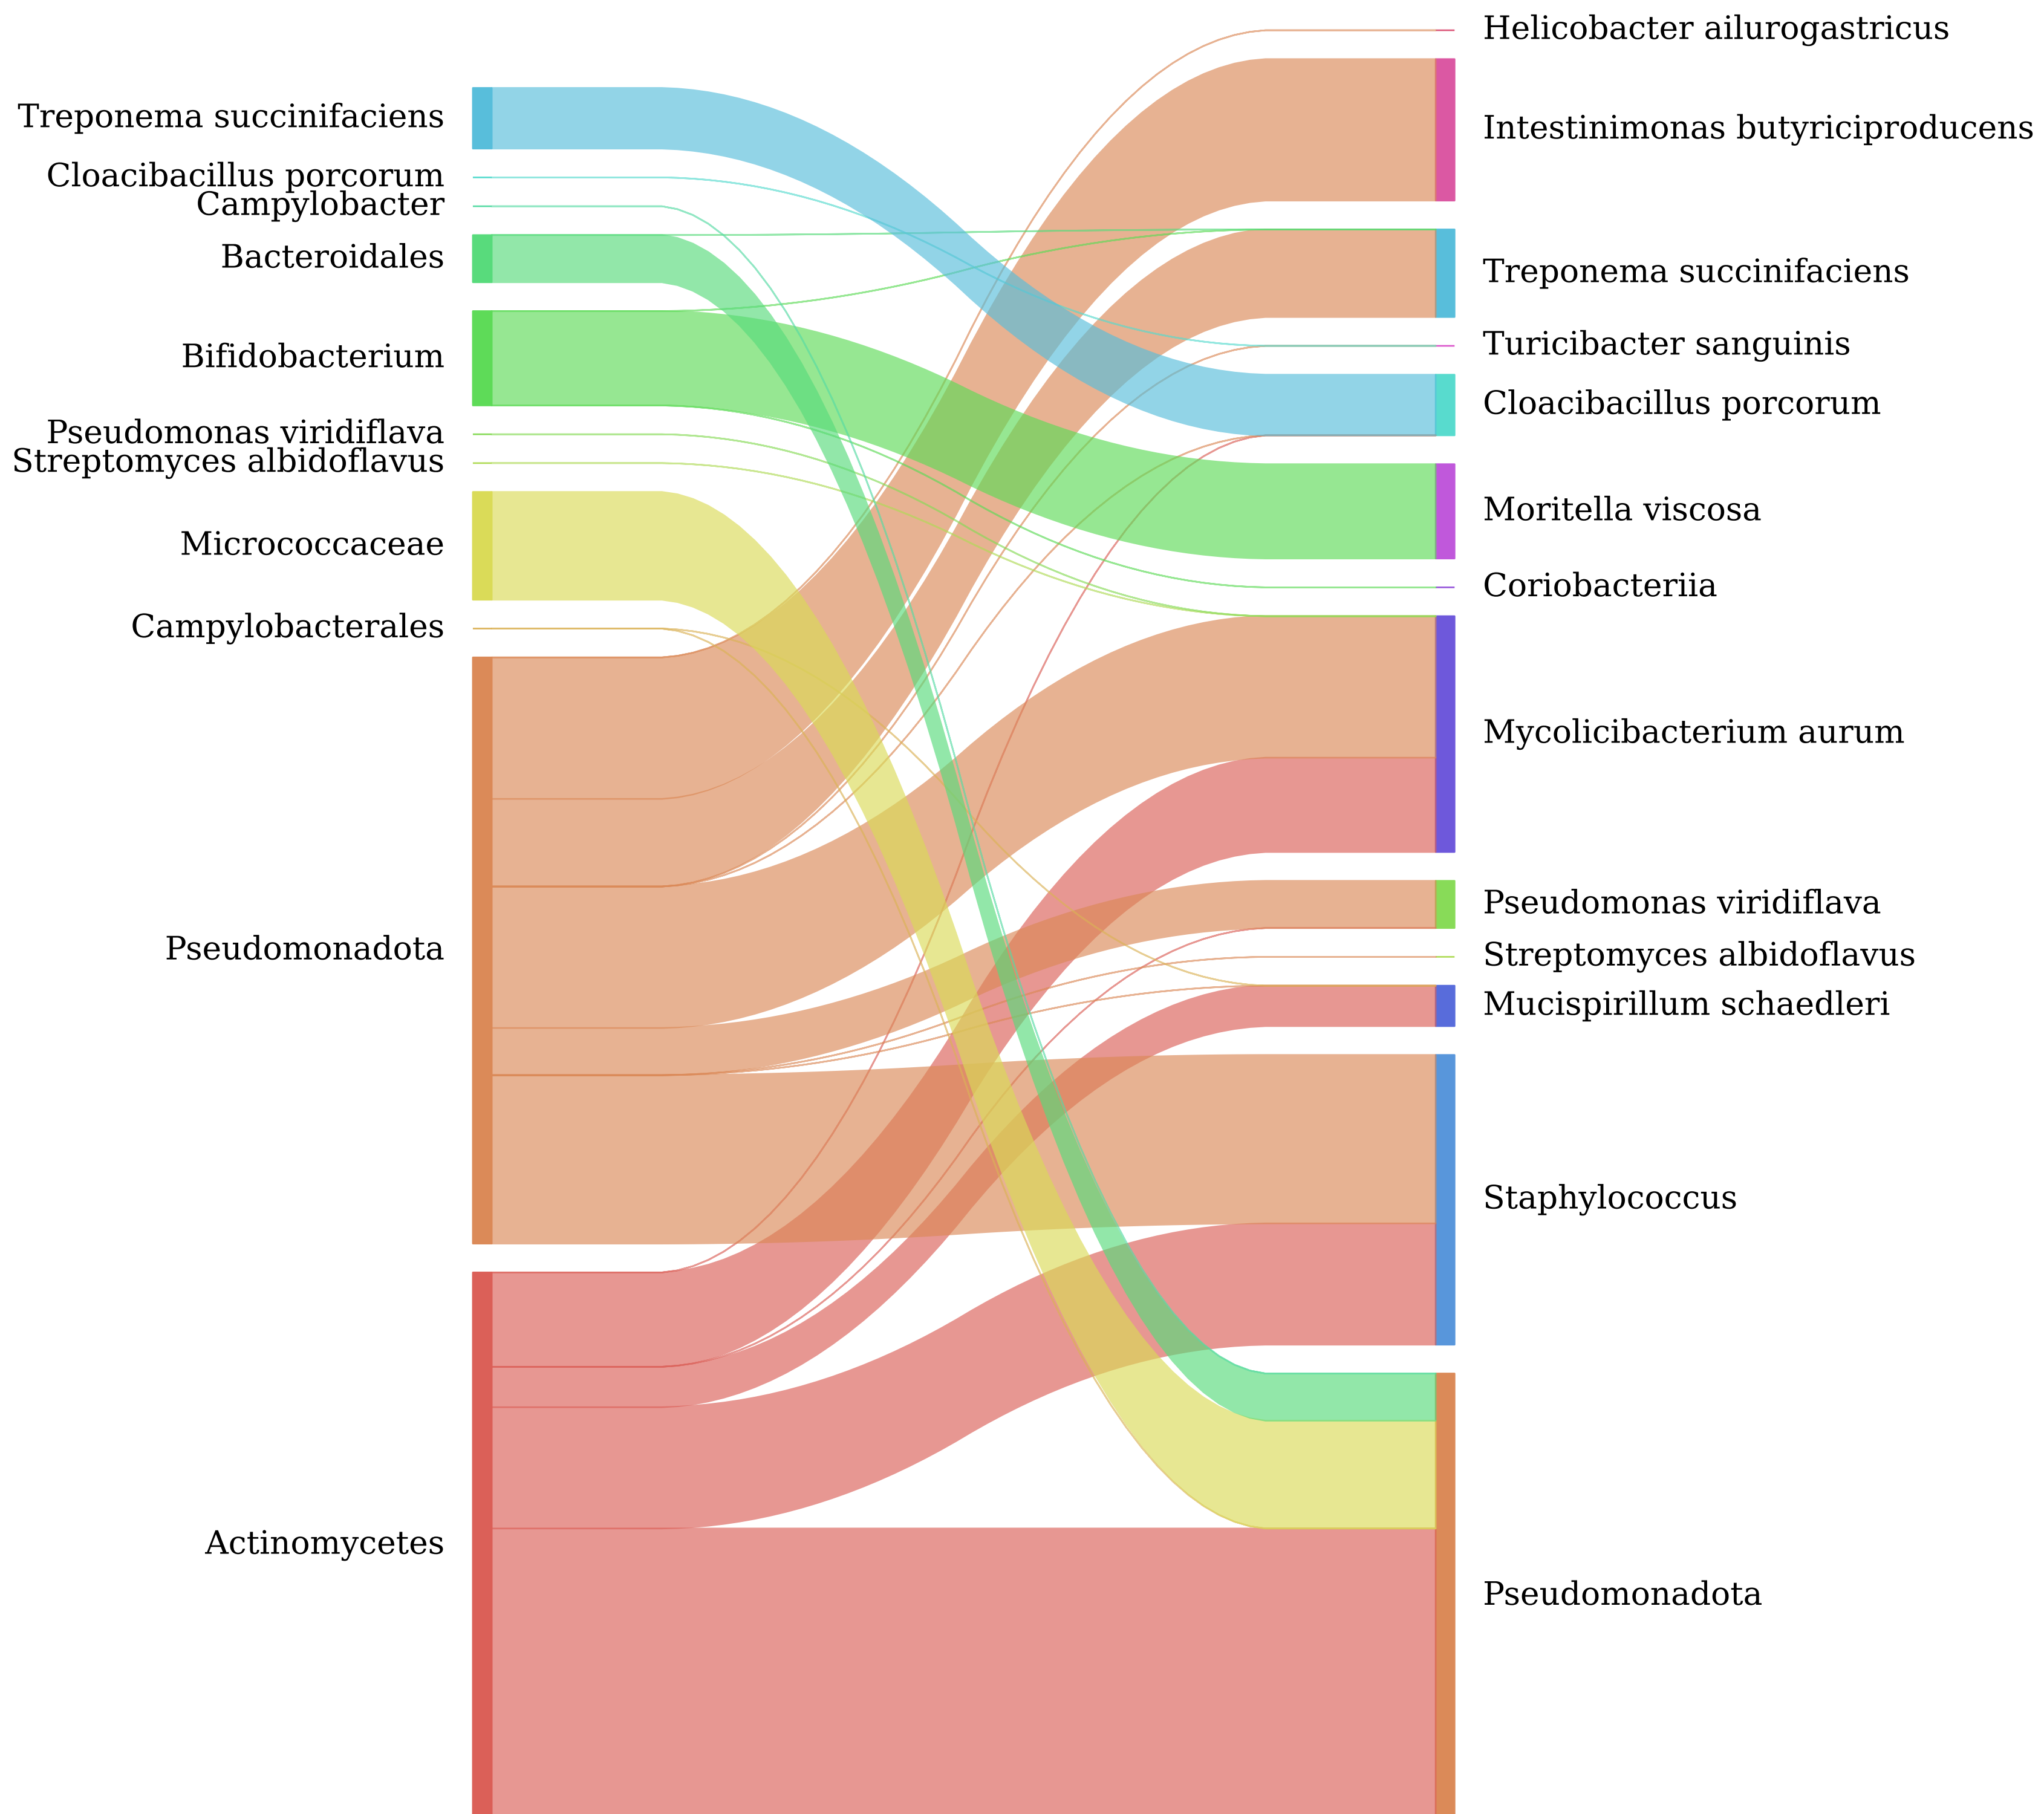 Treponema succinifaciens
Cloacibacillus porcorum
Campylobacter
Bacteroidales
Bifidobacterium
Pseudomonas viridiflava
Streptomyces albidoflavus
Micrococcaceae
Campylobacterales
Pseudomonadota
Actinomycetes
Helicobacter ailurogastricus
Intestinimonas butyriciproducens
Treponema succinifaciens
Turicibacter sanguinis
Cloacibacillus porcorum
Moritella viscosa
Coriobacteriia
Mycolicibacterium aurum
Pseudomonas viridiflava
Streptomyces albidoflavus
Mucispirillum schaedleri
Staphylococcus
Pseudomonadota